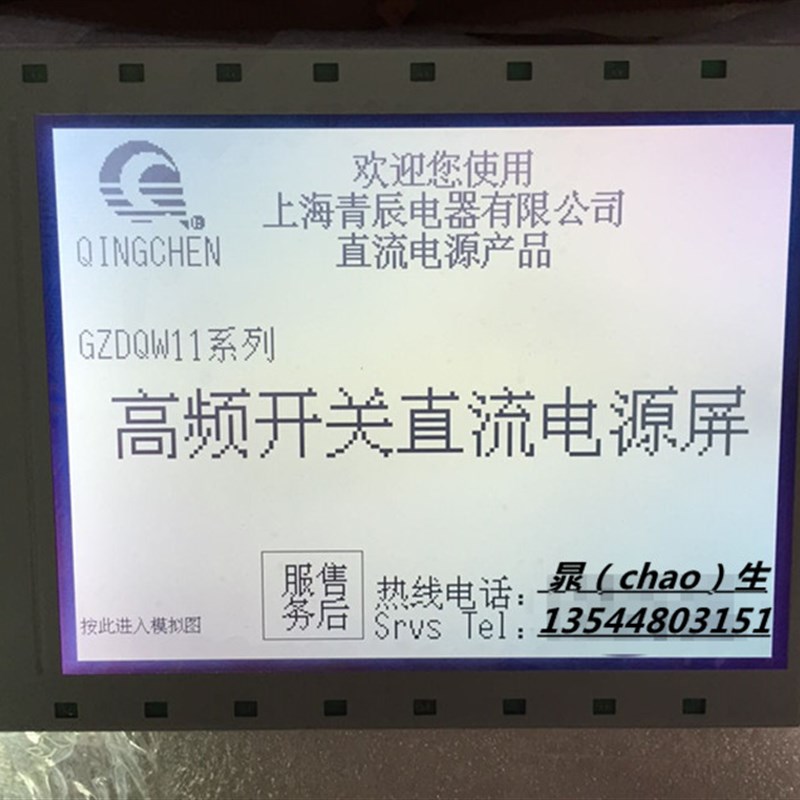 欢迎您使用
上海青辰电器有限公司
直流电源产品
QINGCHEN
GZDQW11系列
高频开关直流电源屏
服售
务后
热线电话: 晁(chao)生
Srvs Tel: 13544803151
按此进入模拟图